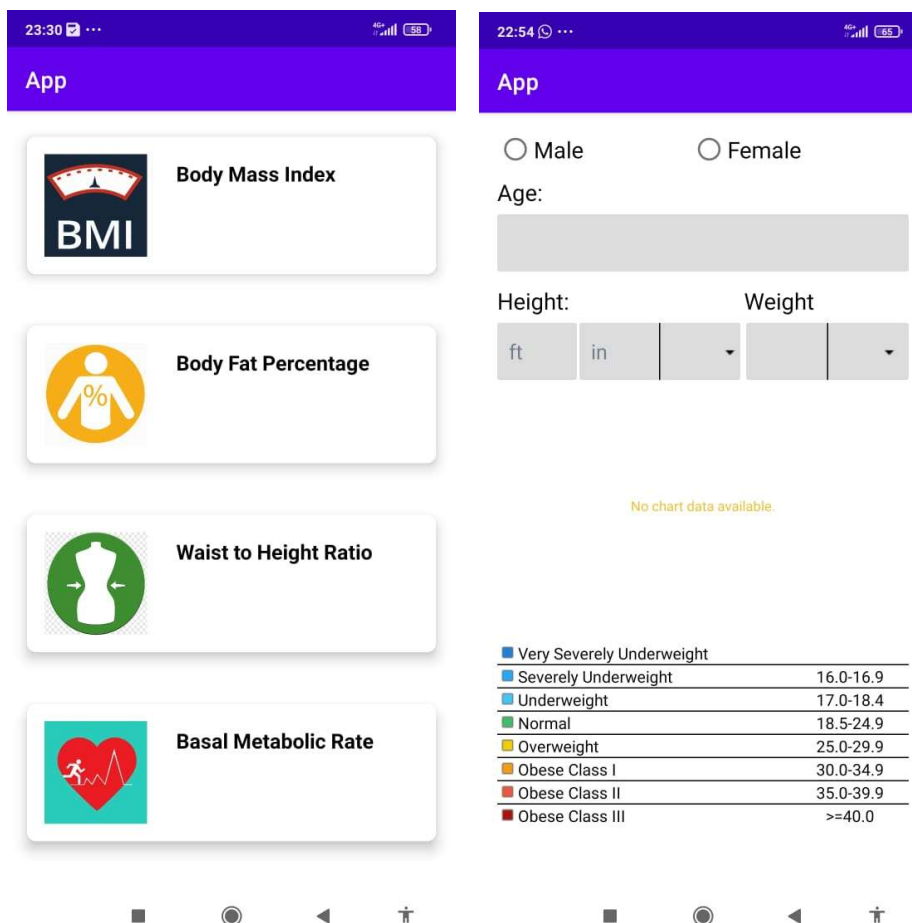 23:30 ... 4G+ 58
App
BMI
Body Mass Index
%
Body Fat Percentage
Waist to Height Ratio
Basal Metabolic Rate
22:54 ... 4G+ 65
App
Male Female
Age:
Height: Weight
ft in
No chart data available.
Very Severely Underweight
Severely Underweight 16.0-16.9
Underweight 17.0-18.4
Normal 18.5-24.9
Overweight 25.0-29.9
Obese Class I 30.0-34.9
Obese Class II 35.0-39.9
Obese Class III >=40.0